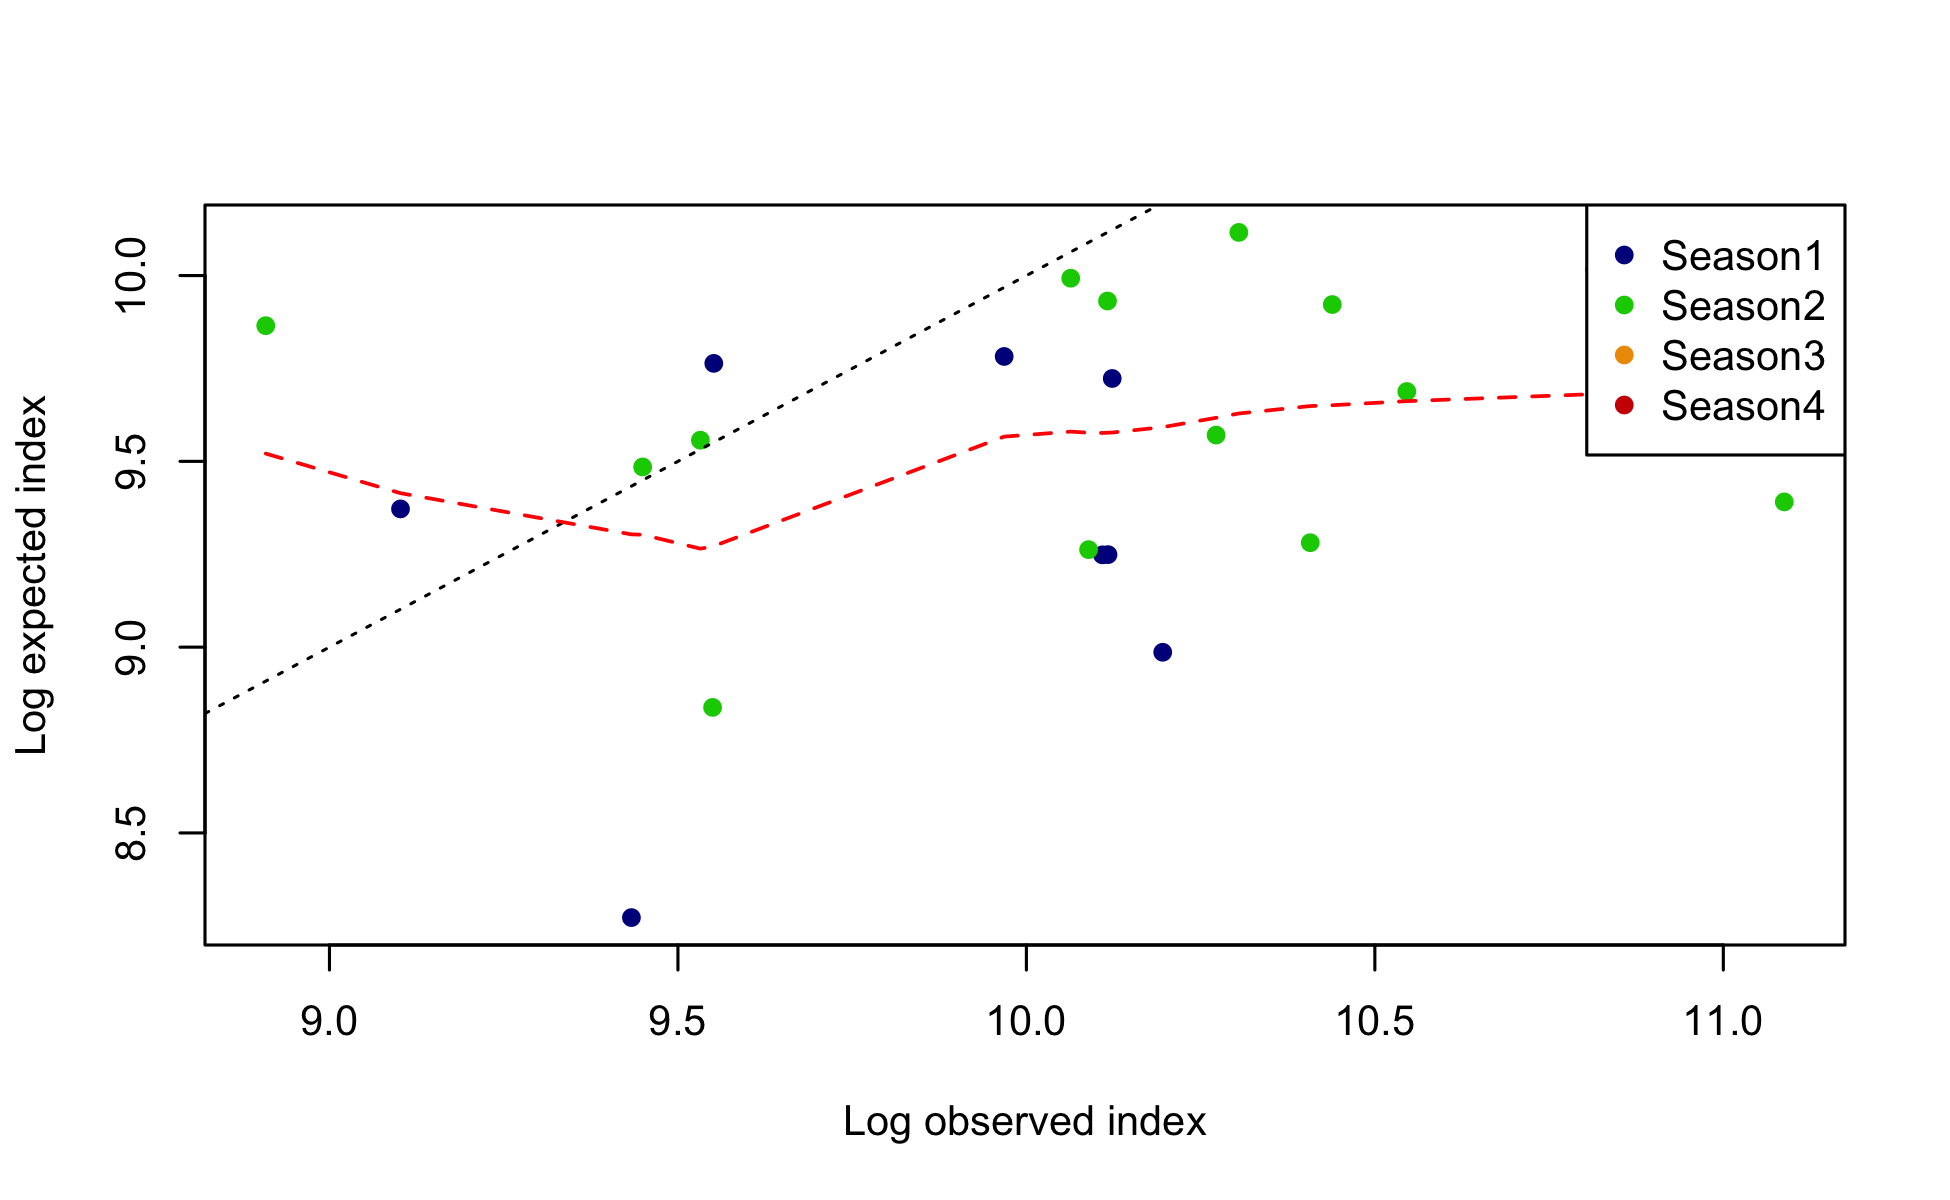 Log expected index
10.0
9.5
9.0
8.5
Season1
Season2
Season3
Season4
9.0 9.5 10.0 10.5 11.0
Log observed index